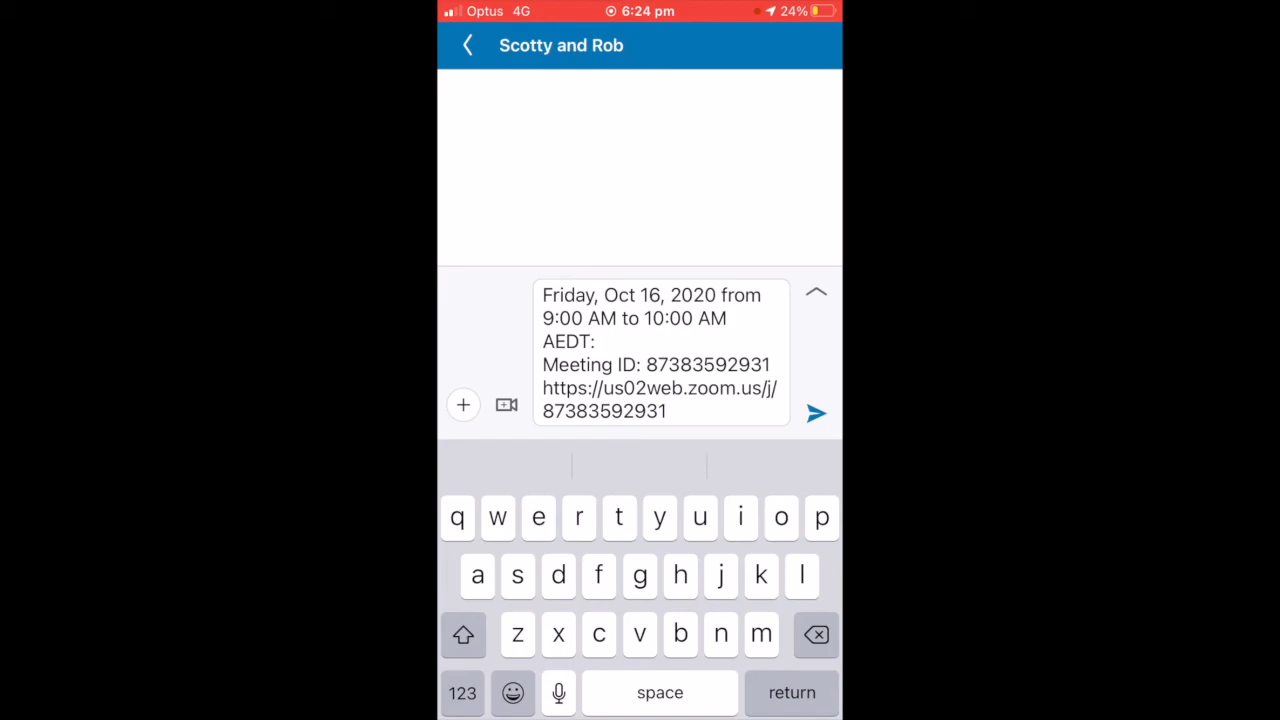 Optus 4G 6:24 pm 24%
Scotty and Rob
Friday, Oct 16, 2020 from
9:00 AM to 10:00 AM
AEDT:
Meeting ID: 87383592931
https://us02web.zoom.us/j/
87383592931
q w e r t y u i o p
a s d f g h j k l
z x c v b n m
123 space return